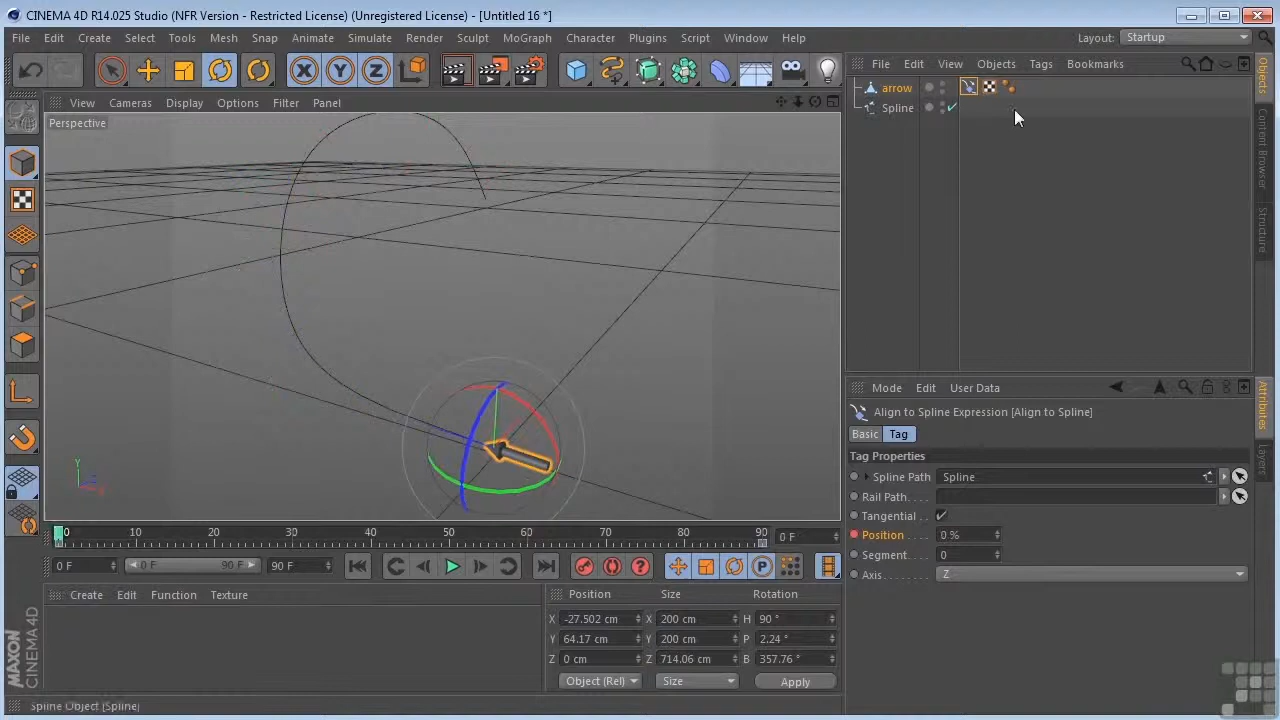 CINEMA 4D R14.025 Studio (NFR Version - Restricted License) (Unregistered License) - [Untitled 16 *]
File Edit Create Select Tools Mesh Snap Animate Simulate Render Sculpt MoGraph Character Plugins Script Window Help
Layout: Startup
File Edit View Objects Tags Bookmarks
View Cameras Display Options Filter Panel
Perspective
arrow
Spline
Objects
Content Browser
Structure
Mode Edit User Data
Align to Spline Expression [Align to Spline]
Basic Tag
Tag Properties
Spline Path Spline
Rail Path. . . .
Tangential . .
Position. . . . 0 %
Segment. . . 0
Axis. . . . . . . Z
Attributes
Layers
Y
0 10 20 30 40 50 60 70 80 90 0 F
0 F 0 F 90 F 90 F
Create Edit Function Texture
Position Size Rotation
X -27.502 cm X 200 cm H 90 °
Y 64.17 cm Y 200 cm P 2.24 °
Z 0 cm Z 714.06 cm B 357.76 °
Object (Rel) Size Apply
MAXON CINEMA 4D
Spline Object [Spline]